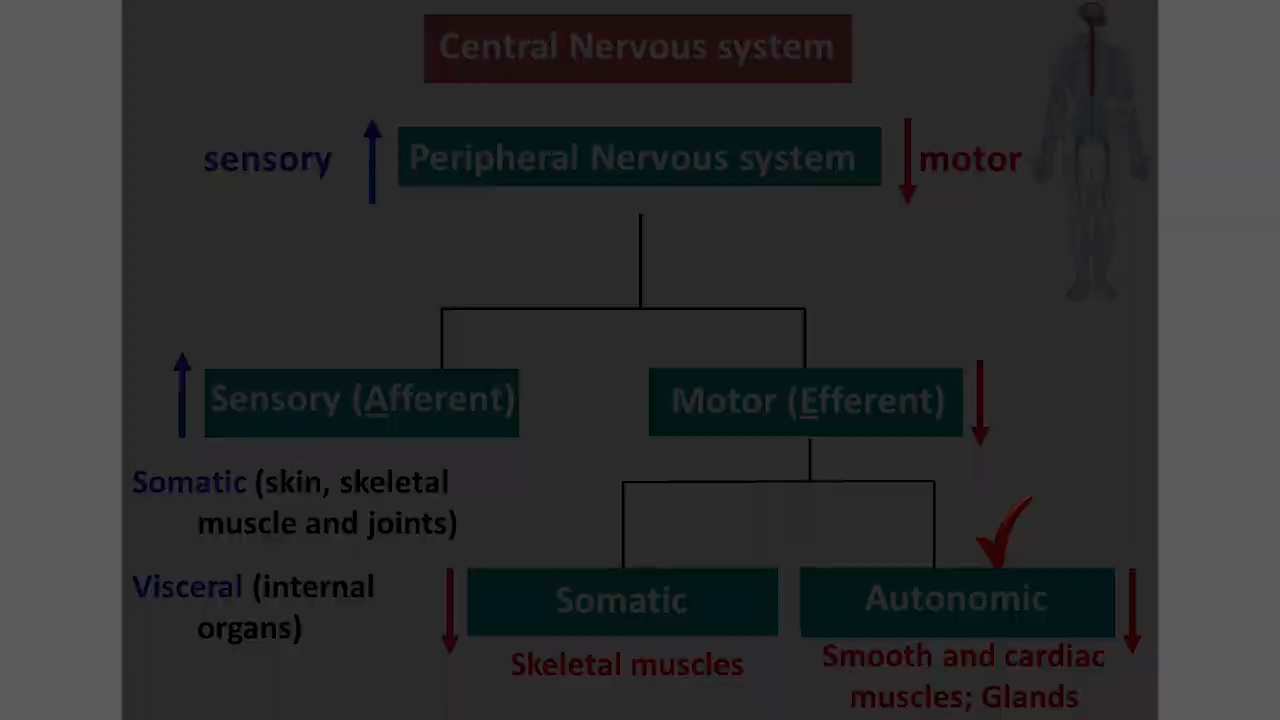 Central Nervous system
sensory
Peripheral Nervous system
motor
Sensory (Afferent)
Motor (Efferent)
Somatic (skin, skeletal
muscle and joints)
Visceral (internal
organs)
Somatic
Autonomic
Skeletal muscles
Smooth and cardiac
muscles; Glands